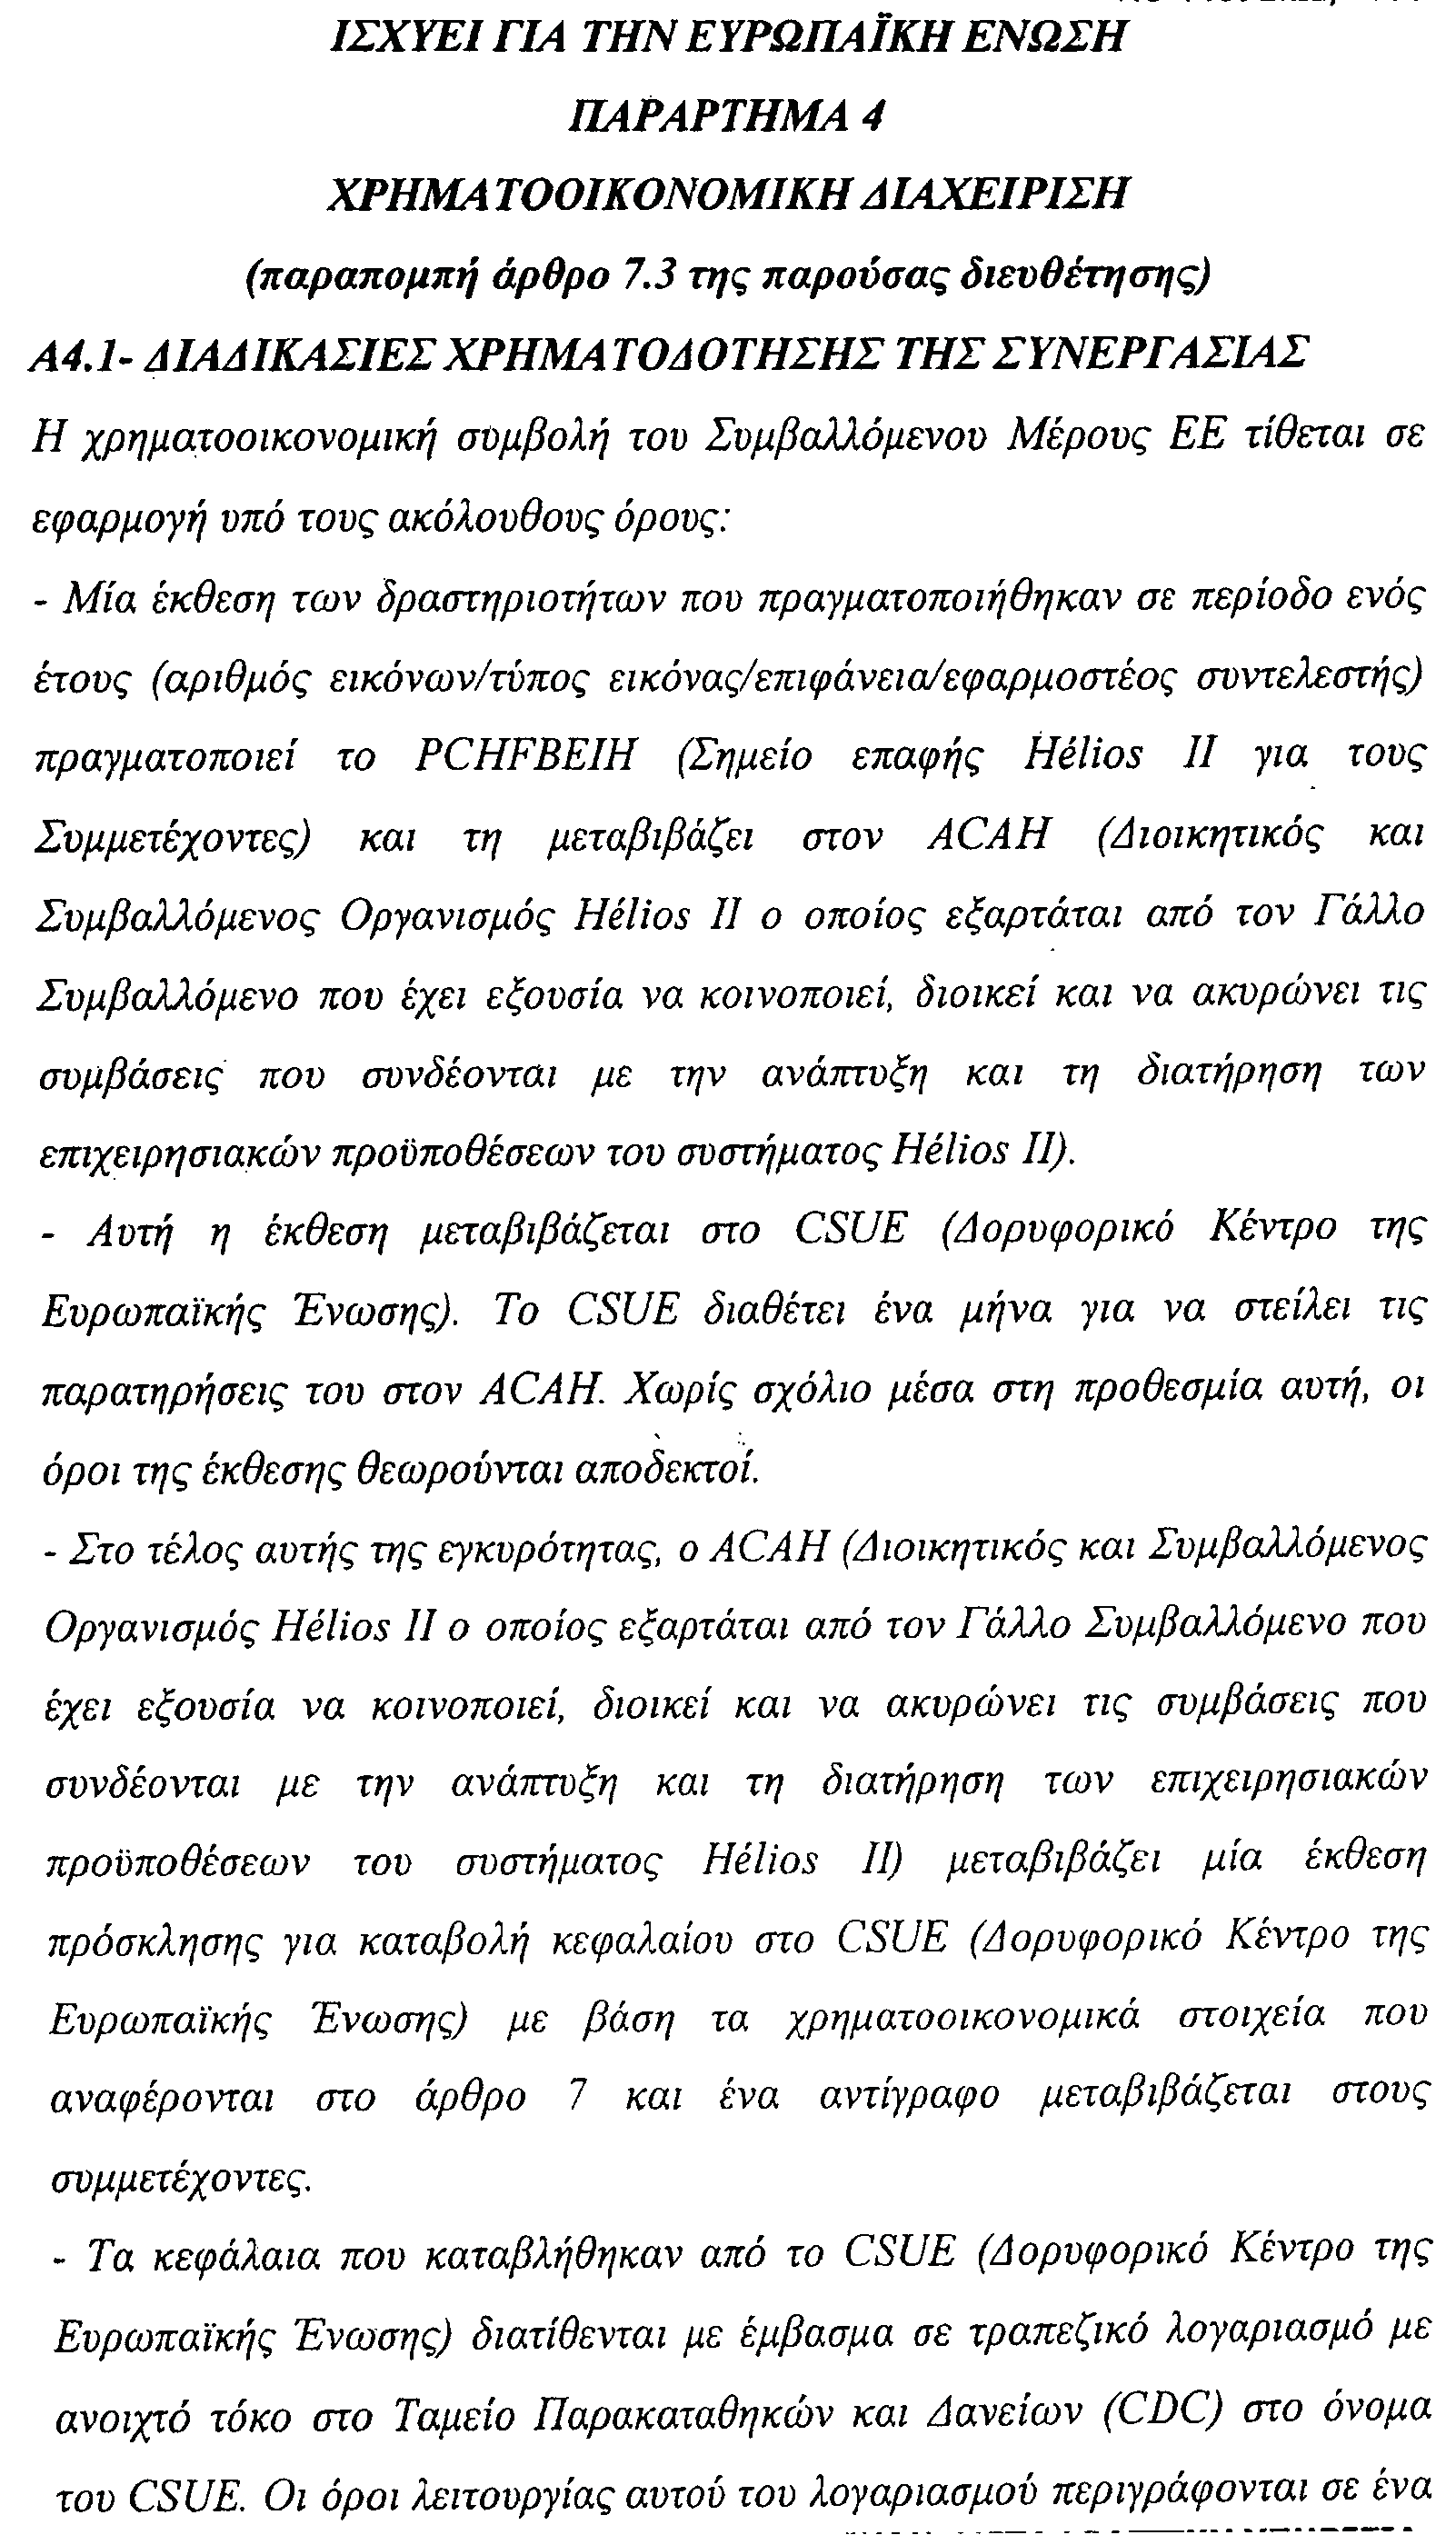 ΙΣΧΥΕΙ ΓΙΑ ΤΗΝ ΕΥΡΩΠΑΪΚΗ ΕΝΩΣΗ
ΠΑΡΑΡΤΗΜΑ 4
ΧΡΗΜΑΤΟΟΙΚΟΝΟΜΙΚΗ ΔΙΑΧΕΙΡΙΣΗ
(παραπομπή άρθρο 7.3 της παρούσας διευθέτησης)
Α4.1- ΔΙΑΔΙΚΑΣΙΕΣ ΧΡΗΜΑΤΟΔΟΤΗΣΗΣ ΤΗΣ ΣΥΝΕΡΓΑΣΙΑΣ
Η χρηματοοικονομική συμβολή του Συμβαλλόμενου Μέρους ΕΕ τίθεται σε
εφαρμογή υπό τους ακόλουθους όρους:
- Μία έκθεση των δραστηριοτήτων που πραγματοποιήθηκαν σε περίοδο ενός
έτους (αριθμός εικόνων/τύπος εικόνας/επιφάνεια/εφαρμοστέος συντελεστής)
πραγματοποιεί το PCHFBEIH (Σημείο επαφής Hélios II για τους
Συμμετέχοντες) και τη μεταβιβάζει στον ACAH (Διοικητικός και
Συμβαλλόμενος Οργανισμός Hélios II ο οποίος εξαρτάται από τον Γάλλο
Συμβαλλόμενο που έχει εξουσία να κοινοποιεί, διοικεί και να ακυρώνει τις
συμβάσεις που συνδέονται με την ανάπτυξη και τη διατήρηση των
επιχειρησιακών προϋποθέσεων του συστήματος Hélios II).
- Αυτή η έκθεση μεταβιβάζεται στο CSUE (Δορυφορικό Κέντρο της
Ευρωπαϊκής Ένωσης). Το CSUE διαθέτει ένα μήνα για να στείλει τις
παρατηρήσεις του στον ACAH. Χωρίς σχόλιο μέσα στη προθεσμία αυτή, οι
όροι της έκθεσης θεωρούνται αποδεκτοί.
- Στο τέλος αυτής της εγκυρότητας, ο ACAH (Διοικητικός και Συμβαλλόμενος
Οργανισμός Hélios II ο οποίος εξαρτάται από τον Γάλλο Συμβαλλόμενο που
έχει εξουσία να κοινοποιεί, διοικεί και να ακυρώνει τις συμβάσεις που
συνδέονται με την ανάπτυξη και τη διατήρηση των επιχειρησιακών
προϋποθέσεων του συστήματος Hélios II) μεταβιβάζει μία έκθεση
πρόσκλησης για καταβολή κεφαλαίου στο CSUE (Δορυφορικό Κέντρο της
Ευρωπαϊκής Ένωσης) με βάση τα χρηματοοικονομικά στοιχεία που
αναφέρονται στο άρθρο 7 και ένα αντίγραφο μεταβιβάζεται στους
συμμετέχοντες.
- Τα κεφάλαια που καταβλήθηκαν από το CSUE (Δορυφορικό Κέντρο της
Ευρωπαϊκής Ένωσης) διατίθενται με έμβασμα σε τραπεζικό λογαριασμό με
ανοιχτό τόκο στο Ταμείο Παρακαταθηκών και Δανείων (CDC) στο όνομα
του CSUE. Οι όροι λειτουργίας αυτού του λογαριασμού περιγράφονται σε ένα